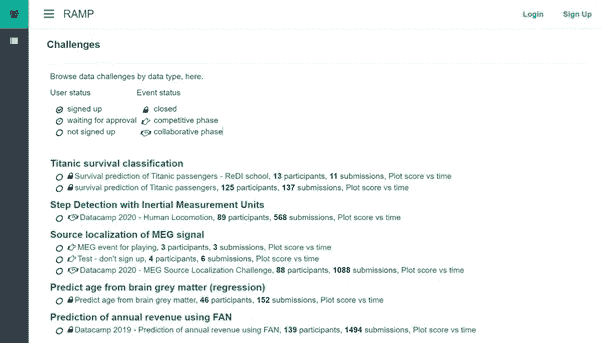 RAMP
Login
Sign Up
Challenges
Browse data challenges by data type, here.
User status
Event status
signed up
closed
waiting for approval
competitive phase
not signed up
collaborative phase
Titanic survival classification
Survival prediction of Titanic passengers - ReDI school, 13 participants, 11 submissions, Plot score vs time
survival prediction of Titanic passengers, 125 participants, 137 submissions, Plot score vs time
Step Detection with Inertial Measurement Units
Datacamp 2020 - Human Locomotion, 89 participants, 568 submissions, Plot score vs time
Source localization of MEG signal
MEG event for playing, 3 participants, 3 submissions, Plot score vs time
Test - don't sign up, 4 participants, 6 submissions, Plot score vs time
Datacamp 2020 - MEG Source Localization Challenge, 88 participants, 1088 submissions, Plot score vs time
Predict age from brain grey matter (regression)
Predict age from brain grey matter, 46 participants, 152 submissions, Plot score vs time
Prediction of annual revenue using FAN
Datacamp 2019 - Prediction of annual revenue using FAN, 139 participants, 1494 submissions, Plot score vs time